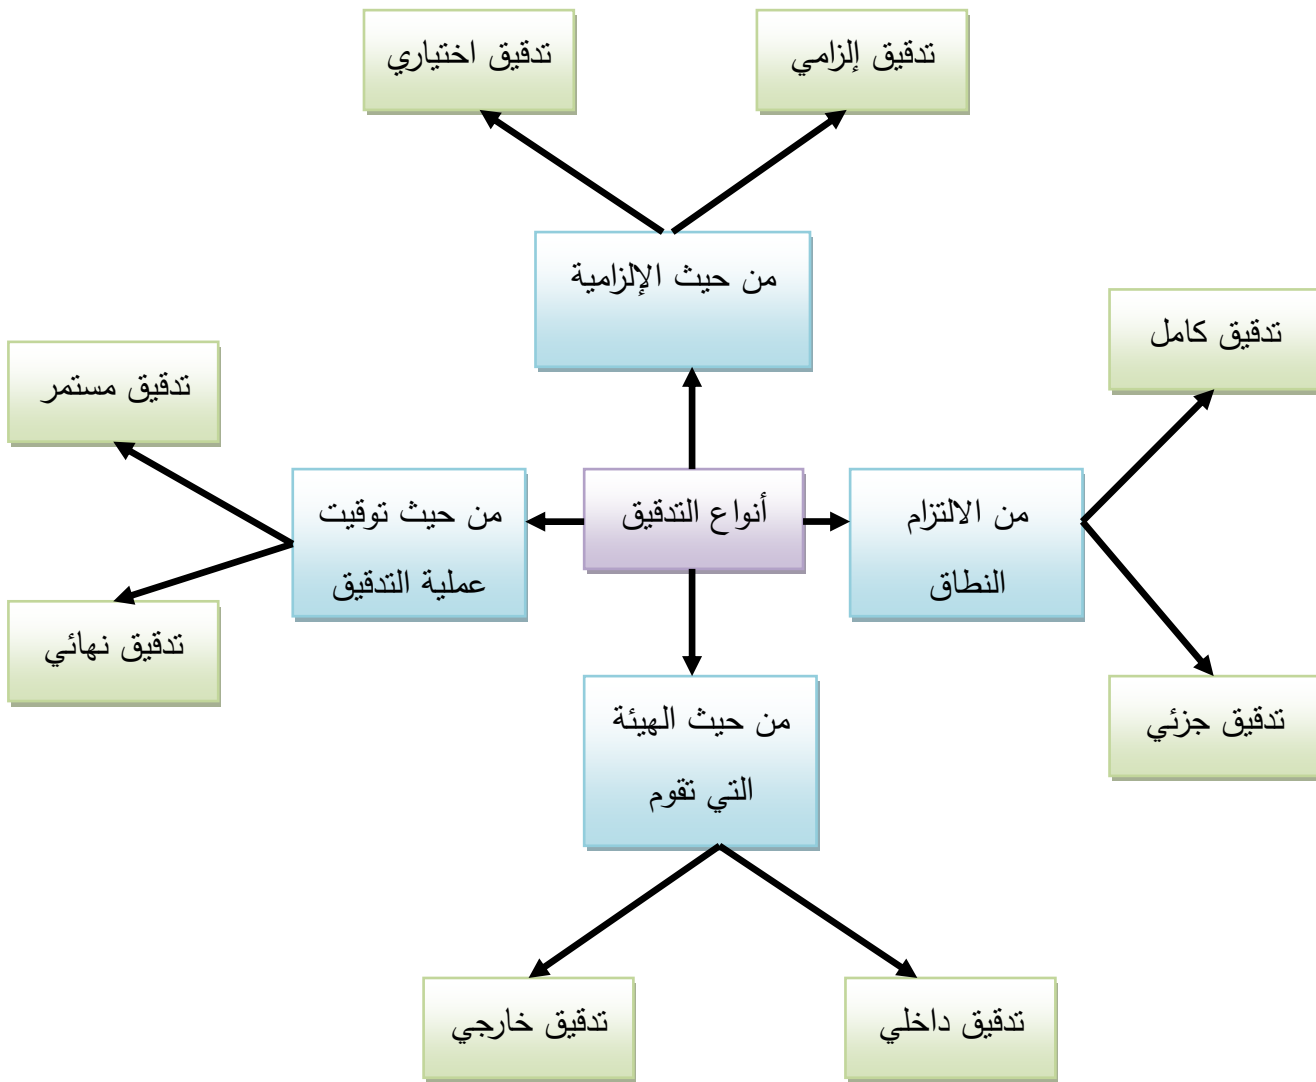 تدقيق إلزامي
تدقيق اختياري
من حيث الإلزامية
تدقيق كامل
تدقيق مستمر
أنواع التدقيق
من الالتزام
النطاق
من حيث توقيت
عملية التدقيق
تدقيق نهائي
تدقيق جزئي
من حيث الهيئة
التي تقوم
تدقيق داخلي
تدقيق خارجي